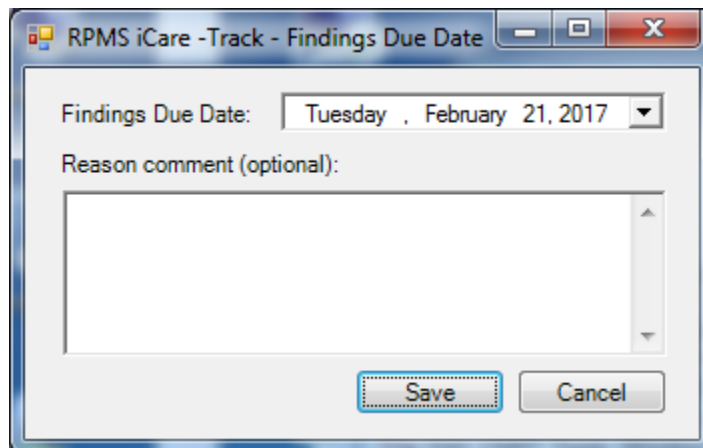 RPMS iCare -Track - Findings Due Date
Findings Due Date: Tuesday , February 21, 2017
Reason comment (optional):
Save Cancel